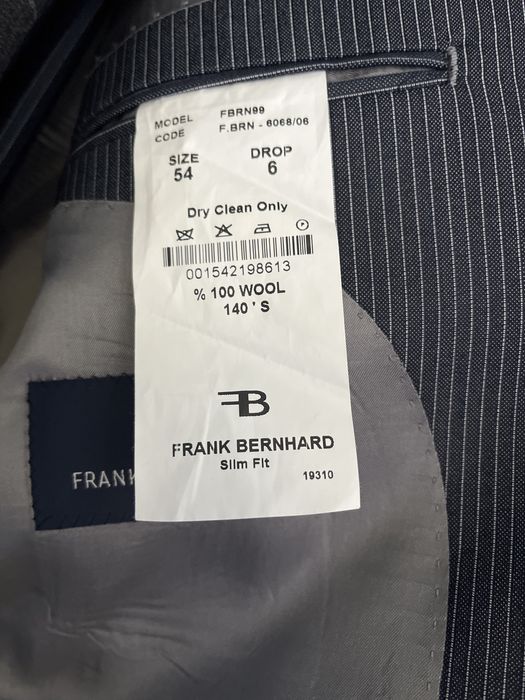 MODEL FBRN99
CODE F.BRN - 6068/06
SIZE DROP
54 6
Dry Clean Only
P
001542198613
% 100 WOOL
140 ' S
FB
FRANK BERNHARD
Slim Fit
19310
FRANK